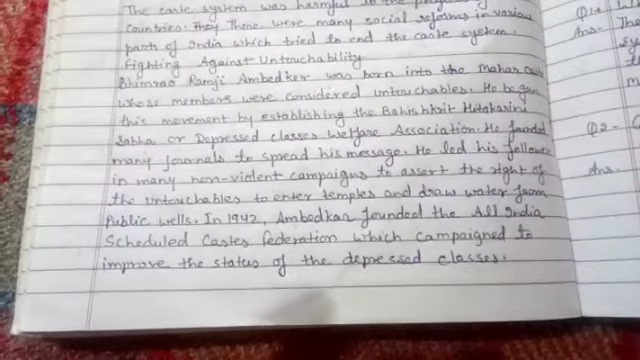 The caste system was harmful in the
countries. They There were many social reforms in various
parts of India which tried to end the caste system.
Fighting Against Untouchability
Bhimrao Ramji Ambedkar was born into the Mahar caste
whose members were considered untouchables. He began
this movement by establishing the Bahishkrit Hitakarini
Sabha or Depressed classes Welfare Association. He founded
many journals to spread his message. He led his follower
in many non-violent campaigns to assert the right of
the untouchables to enter temples and draw water from
Public wells. In 1942, Ambedkar founded the All India
Scheduled Castes federation which campaigned to
improve the status of the depressed classes.
Q1-
Ans-
Q2-
Ans-